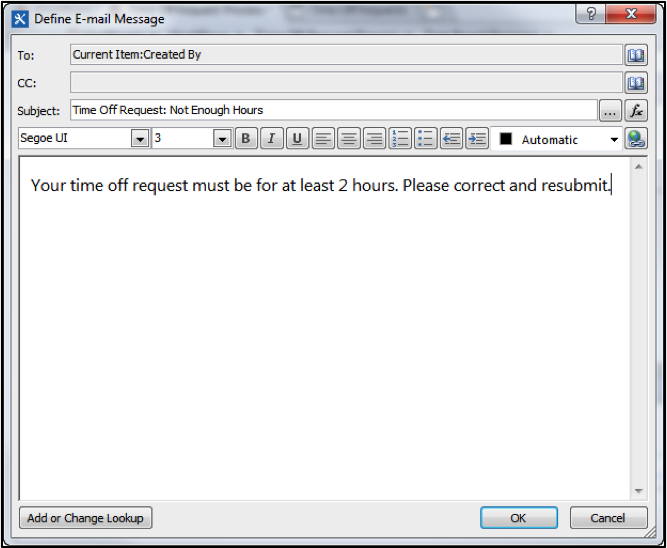 Define E-mail Message
?
To:
Current Item:Created By
CC:
Subject:
Time Off Request: Not Enough Hours
...
fx
Segoe UI
3
B
I
U
Automatic
Your time off request must be for at least 2 hours. Please correct and resubmit.
Add or Change Lookup
OK
Cancel